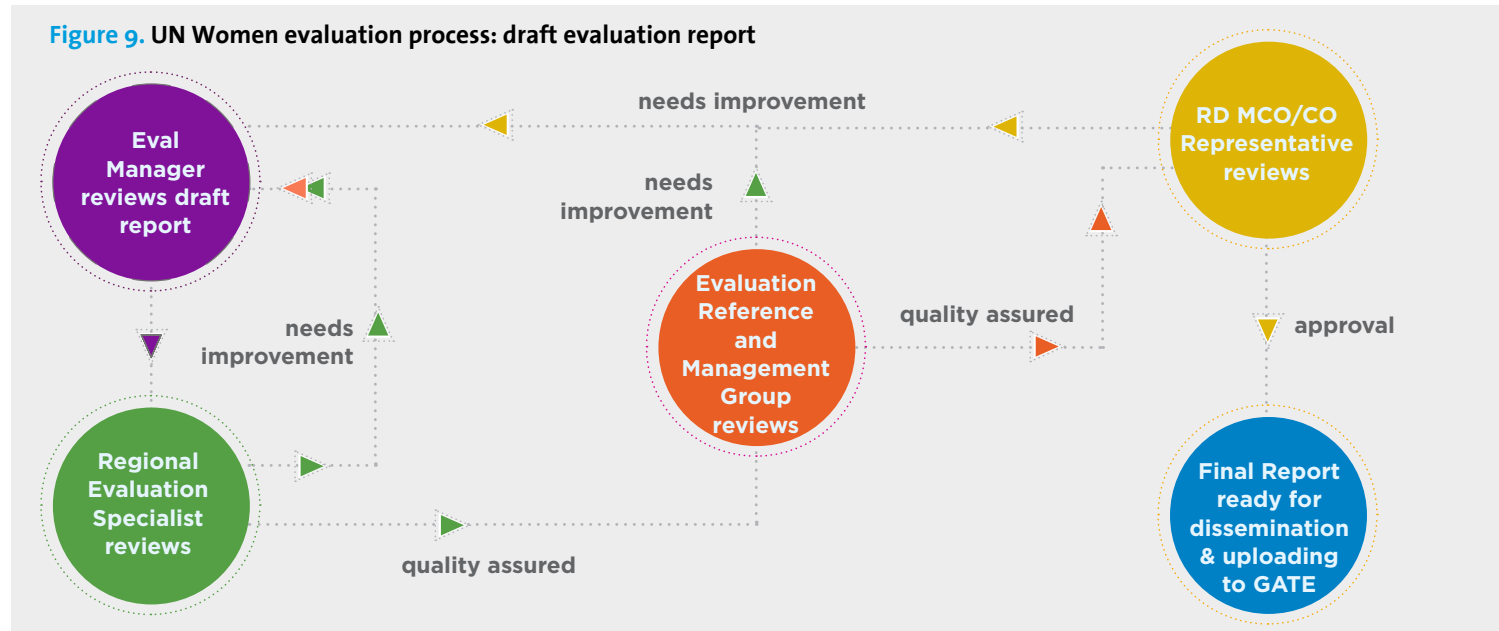 Figure 9. UN Women evaluation process: draft evaluation report
Eval
Manager
reviews draft
report
needs improvement
RD MCO/CO
Representative
reviews
needs
improvement
Evaluation
Reference
and
Management
Group
reviews
quality assured
needs
improvement
approval
Regional
Evaluation
Specialist
reviews
quality assured
Final Report
ready for
dissemination
& uploading
to GATE